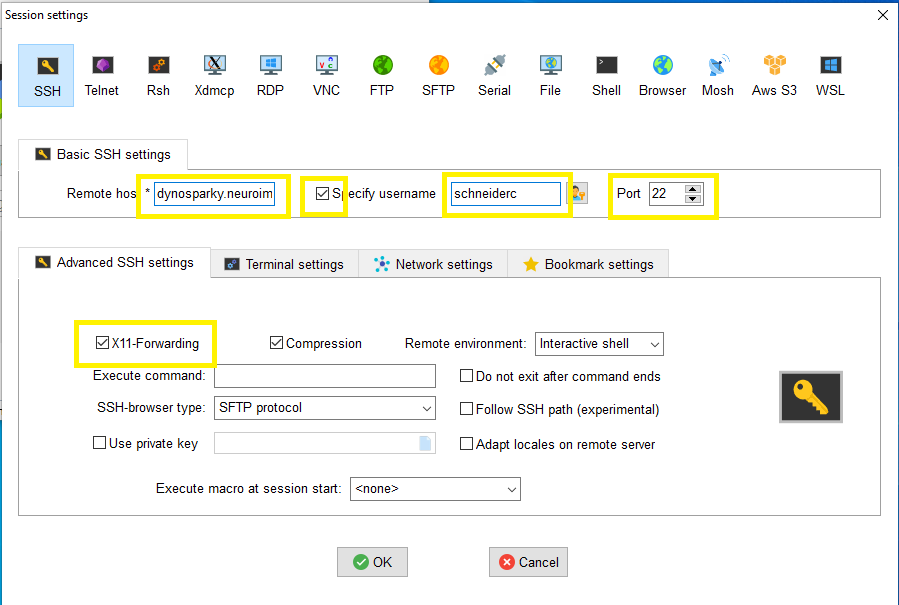 Session settings
SSH Telnet Rsh Xdmcp RDP VNC FTP SFTP Serial File Shell Browser Mosh Aws S3 WSL
Basic SSH settings
Remote hos * dynosparky.neuroim Specify username schneiderc Port 22
Advanced SSH settings Terminal settings Network settings Bookmark settings
X11-Forwarding Compression Remote environment: Interactive shell
Execute command: Do not exit after command ends
SSH-browser type: SFTP protocol Follow SSH path (experimental)
Use private key Adapt locales on remote server
Execute macro at session start: <none>
OK Cancel